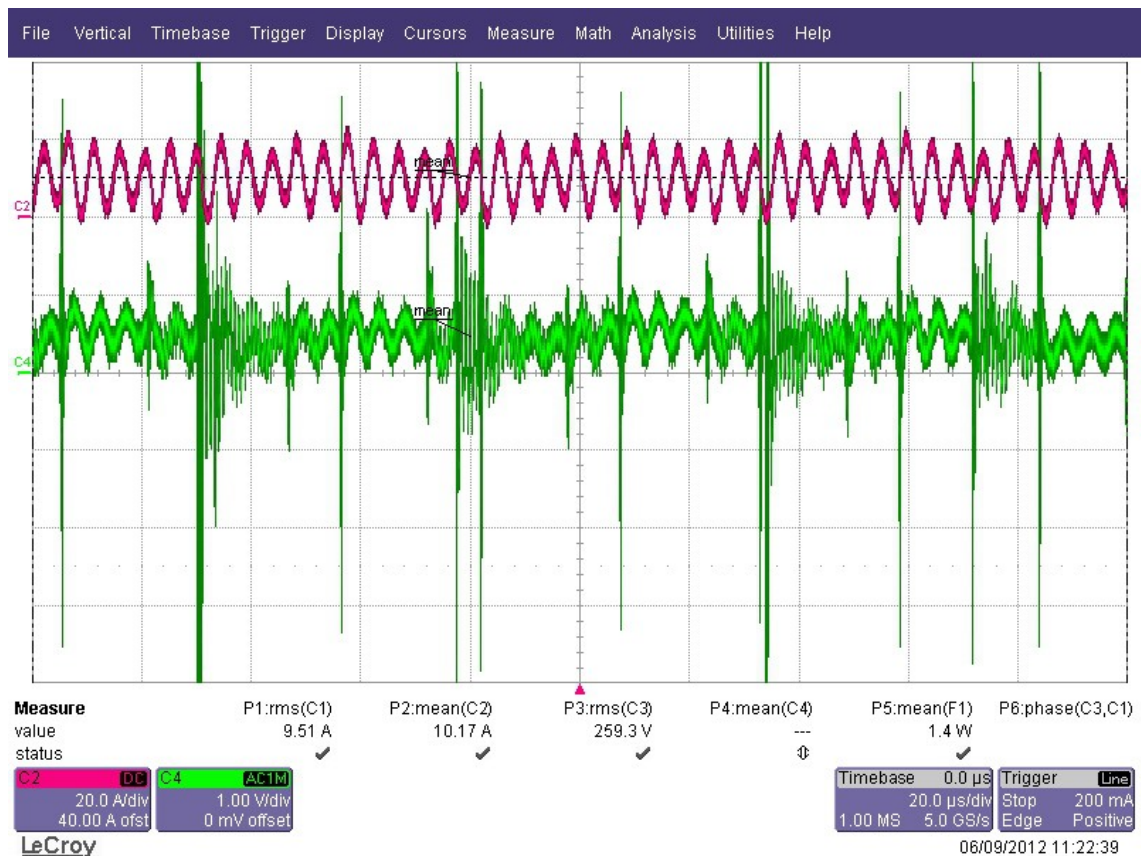 File Vertical Timebase Trigger Display Cursors Measure Math Analysis Utilities Help
mean
C2
mean
C4
Measure P1:rms(C1) P2:mean(C2) P3:rms(C3) P4:mean(C4) P5:mean(F1) P6:phase(C3,C1)
value 9.51 A 10.17 A 259.3 V --- 1.4 W
status
C2 DC C4 AC1M Timebase 0.0 µs Trigger Line
20.0 A/div 1.00 V/div 20.0 µs/div Stop 200 mA
40.00 A ofst 0 mV offset 1.00 MS 5.0 GS/s Edge Positive
LeCroy 06/09/2012 11:22:39